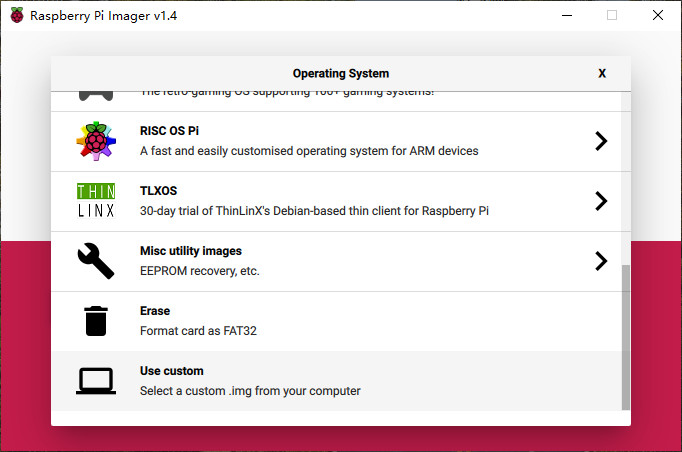 Raspberry Pi Imager v1.4
Operating System
X
The retro gaming OS supporting 100+ gaming systems!
RISC OS Pi
A fast and easily customised operating system for ARM devices
THIN
LINX
TLXOS
30-day trial of ThinLinX's Debian-based thin client for Raspberry Pi
Misc utility images
EEPROM recovery, etc.
Erase
Format card as FAT32
Use custom
Select a custom .img from your computer